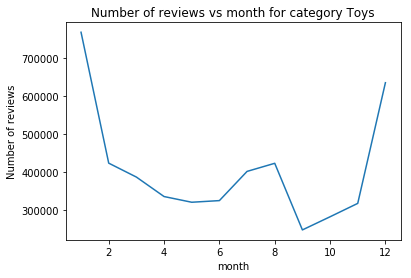 Number of reviews vs month for category Toys
Number of reviews
700000
600000
500000
400000
300000
2 4 6 8 10 12
month